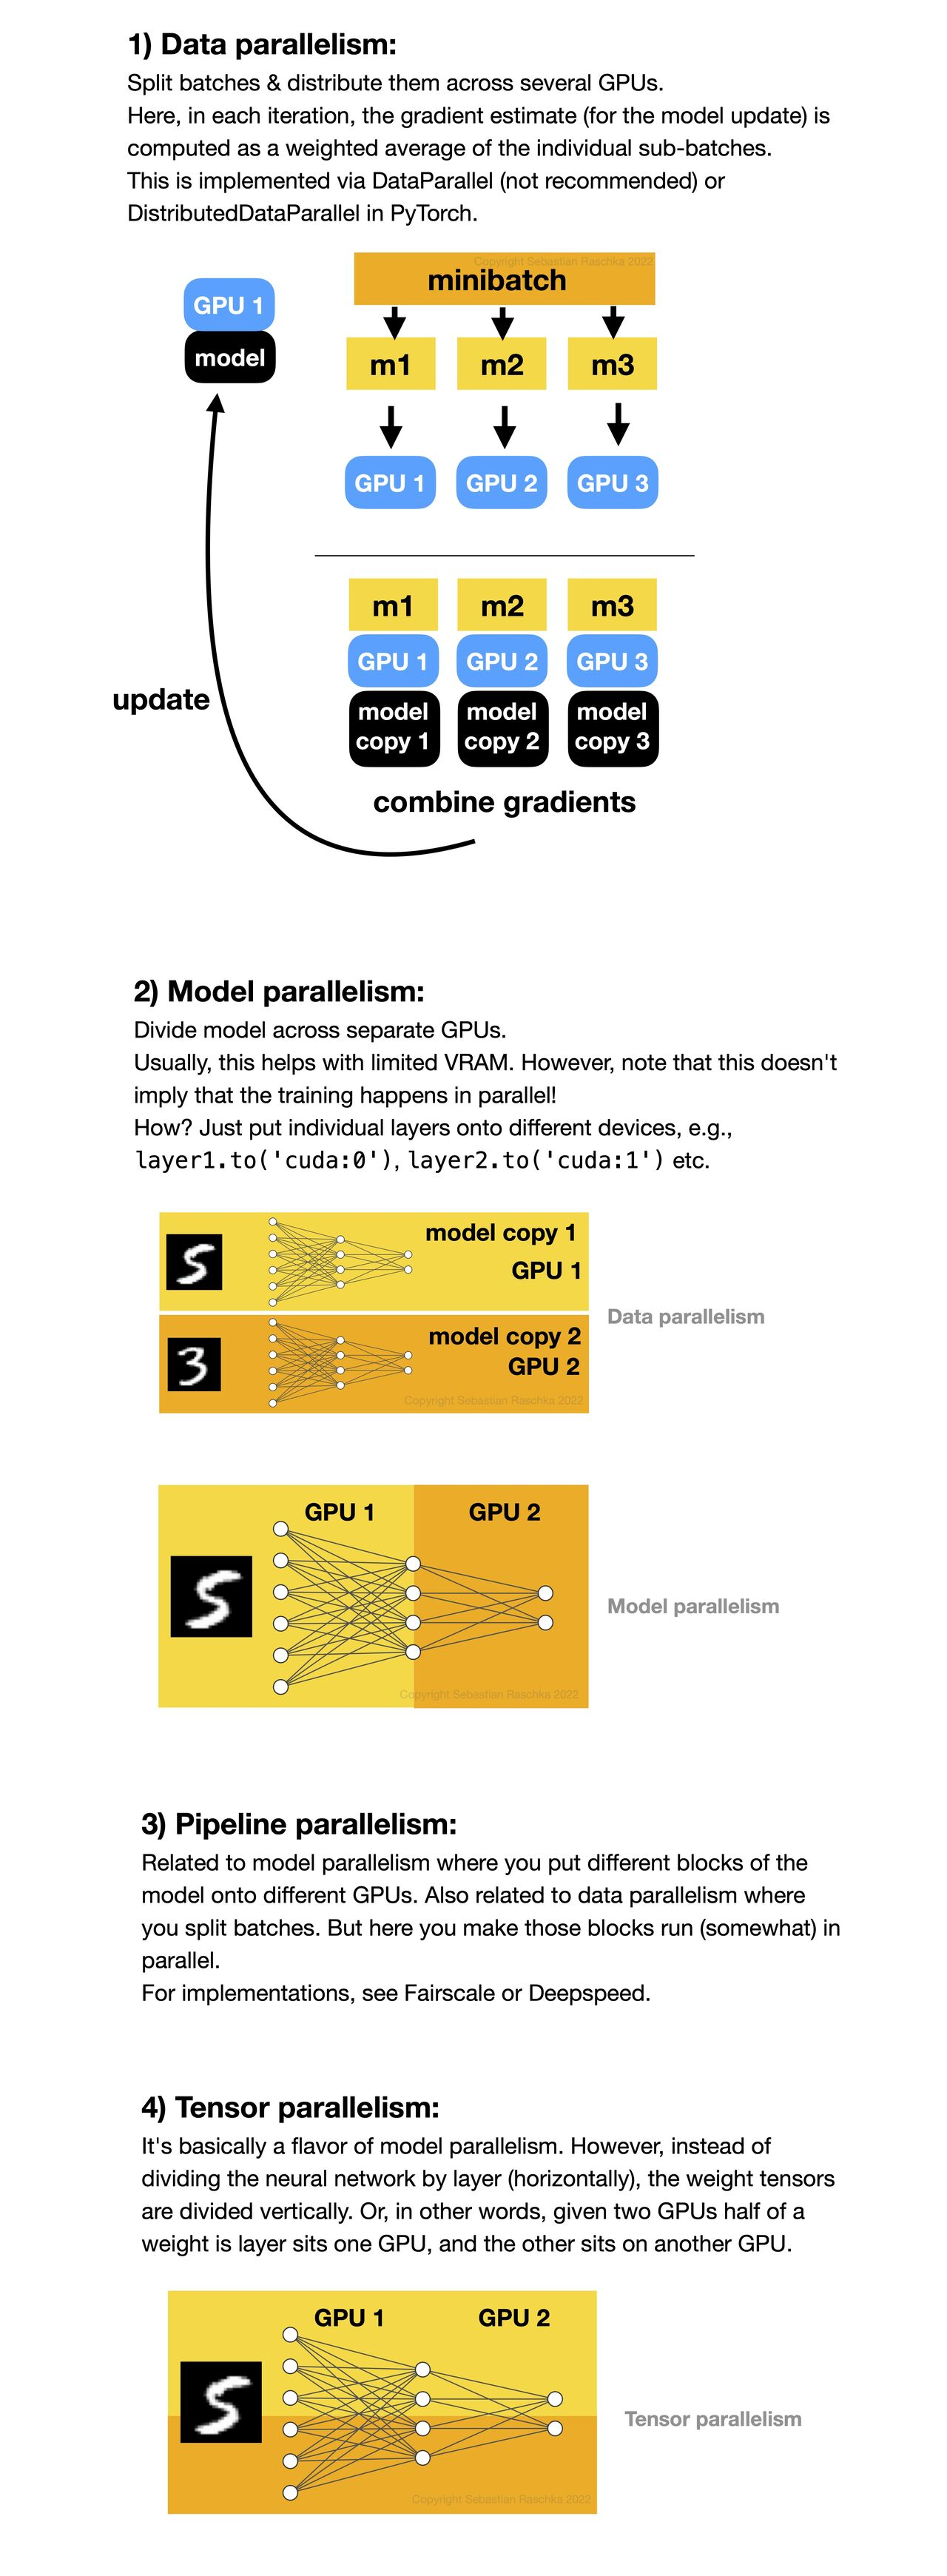 1) Data parallelism:
Split batches & distribute them across several GPUs.
Here, in each iteration, the gradient estimate (for the model update) is
computed as a weighted average of the individual sub-batches.
This is implemented via DataParallel (not recommended) or
DistributedDataParallel in PyTorch.
Copyright Sebastian Raschka 2022
minibatch
GPU 1
model
m1 m2 m3
GPU 1 GPU 2 GPU 3
m1 m2 m3
GPU 1 GPU 2 GPU 3
update
model model model
copy 1 copy 2 copy 3
combine gradients
2) Model parallelism:
Divide model across separate GPUs.
Usually, this helps with limited VRAM. However, note that this doesn't
imply that the training happens in parallel!
How? Just put individual layers onto different devices, e.g.,
layer1.to('cuda:0'), layer2.to('cuda:1') etc.
5
model copy 1
GPU 1
Data parallelism
3
model copy 2
GPU 2
Copyright Sebastian Raschka 2022
GPU 1 GPU 2
5
Model parallelism
Copyright Sebastian Raschka 2022
3) Pipeline parallelism:
Related to model parallelism where you put different blocks of the
model onto different GPUs. Also related to data parallelism where
you split batches. But here you make those blocks run (somewhat) in
parallel.
For implementations, see Fairscale or Deepspeed.
4) Tensor parallelism:
It's basically a flavor of model parallelism. However, instead of
dividing the neural network by layer (horizontally), the weight tensors
are divided vertically. Or, in other words, given two GPUs half of a
weight is layer sits one GPU, and the other sits on another GPU.
GPU 1 GPU 2
5
Tensor parallelism
Copyright Sebastian Raschka 2022